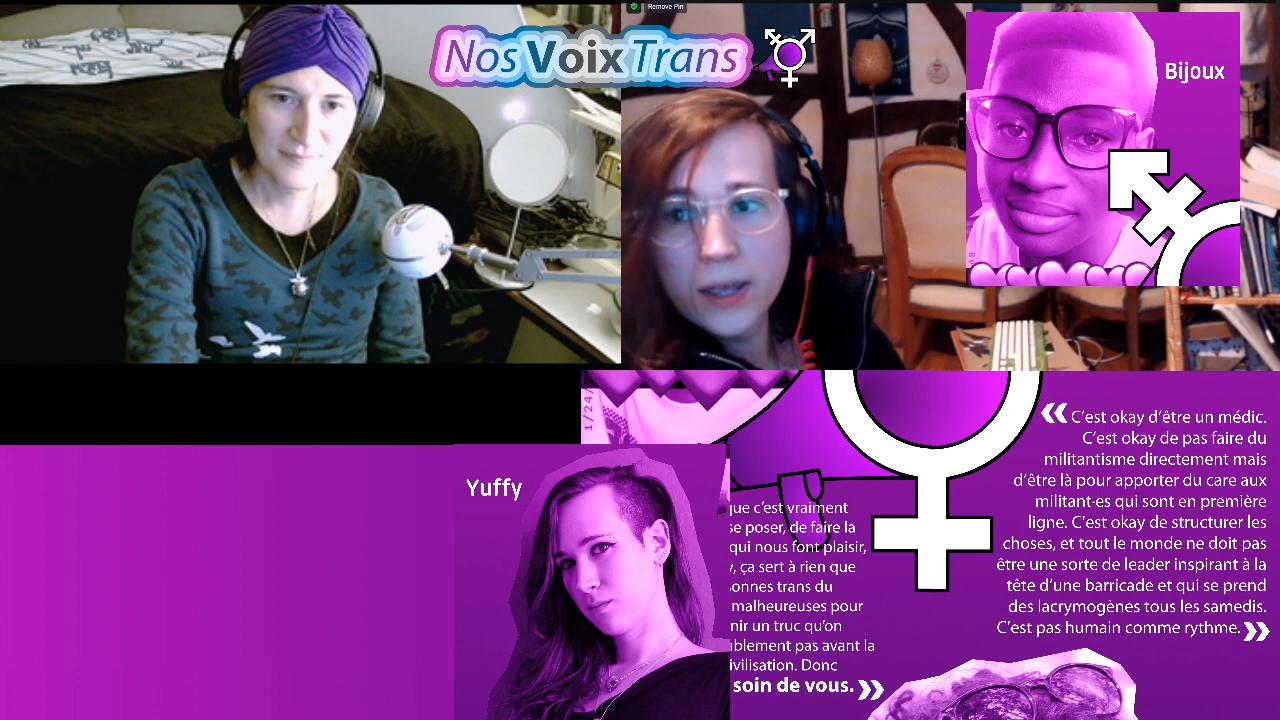 Remove Pin
NosVoixTrans
Bijoux
1/24/
« C'est okay d'être un médic.
C'est okay de pas faire du
militantisme directement mais
d'être là pour apporter du care aux
militant·es qui sont en première
ligne. C'est okay de structurer les
choses, et tout le monde ne doit pas
être une sorte de leader inspirant à la
tête d'une barricade et qui se prend
des lacrymogènes tous les samedis.
C'est pas humain comme rythme. »
Yuffy
que c'est vraiment
se poser, de faire la
qui nous font plaisir,
, ça sert à rien que
sonnes trans du
malheureuses pour
nir un truc qu'on
ablement pas avant la
ivilisation. Donc
soin de vous. »